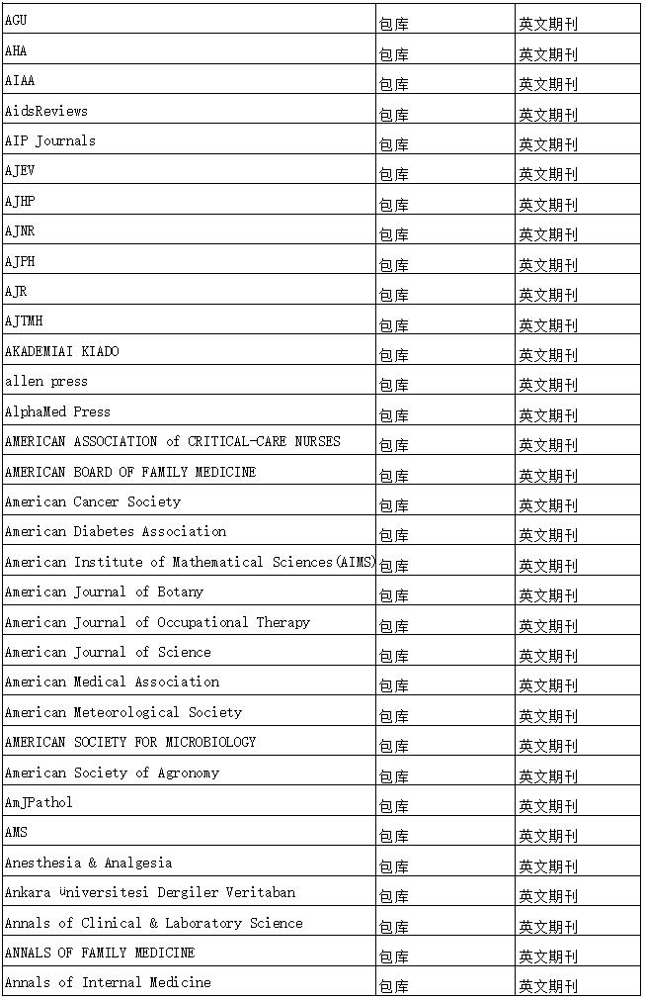 AGU 包库 英文期刊
AHA 包库 英文期刊
AIAA 包库 英文期刊
AidsReviews 包库 英文期刊
AIP Journals 包库 英文期刊
AJEV 包库 英文期刊
AJHP 包库 英文期刊
AJNR 包库 英文期刊
AJPH 包库 英文期刊
AJR 包库 英文期刊
AJTMH 包库 英文期刊
AKADEMIAI KIADO 包库 英文期刊
allen press 包库 英文期刊
AlphaMed Press 包库 英文期刊
AMERICAN ASSOCIATION of CRITICAL-CARE NURSES 包库 英文期刊
AMERICAN BOARD OF FAMILY MEDICINE 包库 英文期刊
American Cancer Society 包库 英文期刊
American Diabetes Association 包库 英文期刊
American Institute of Mathematical Sciences(AIMS) 包库 英文期刊
American Journal of Botany 包库 英文期刊
American Journal of Occupational Therapy 包库 英文期刊
American Journal of Science 包库 英文期刊
American Medical Association 包库 英文期刊
American Meteorological Society 包库 英文期刊
AMERICAN SOCIETY FOR MICROBIOLOGY 包库 英文期刊
American Society of Agronomy 包库 英文期刊
AmJPathol 包库 英文期刊
AMS 包库 英文期刊
Anesthesia & Analgesia 包库 英文期刊
Ankara üniversitesi Dergiler Veritaban 包库 英文期刊
Annals of Clinical & Laboratory Science 包库 英文期刊
ANNALS OF FAMILY MEDICINE 包库 英文期刊
Annals of Internal Medicine 包库 英文期刊